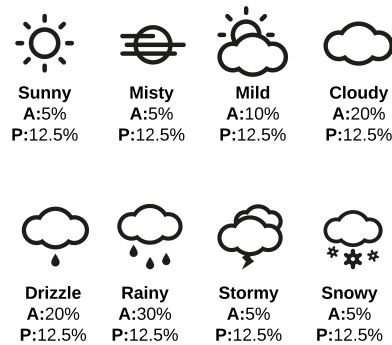 Sunny Misty Mild Cloudy
A:5% A:5% A:10% A:20%
P:12.5% P:12.5% P:12.5% P:12.5%
Drizzle Rainy Stormy Snowy
A:20% A:30% A:5% A:5%
P:12.5% P:12.5% P:12.5% P:12.5%